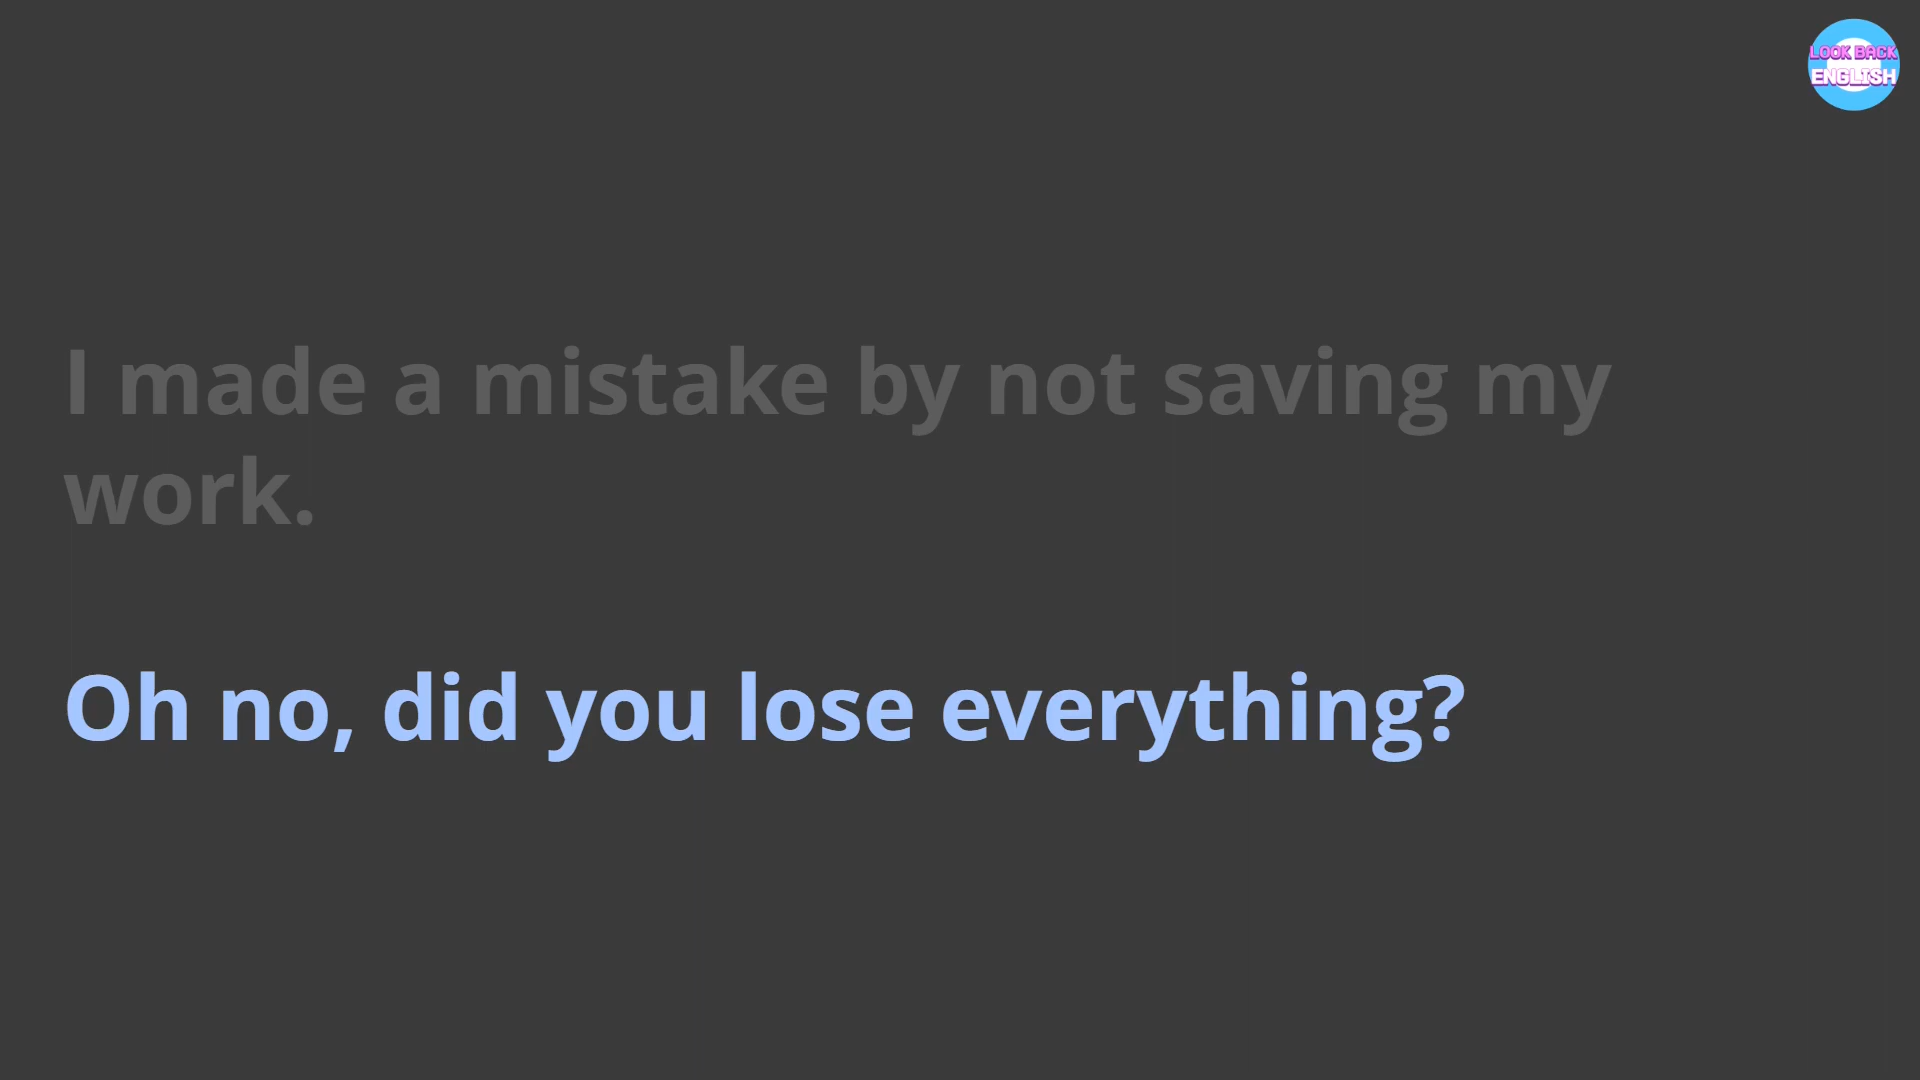 LOOK BACK
ENGLISH
I made a mistake by not saving my
work.
Oh no, did you lose everything?